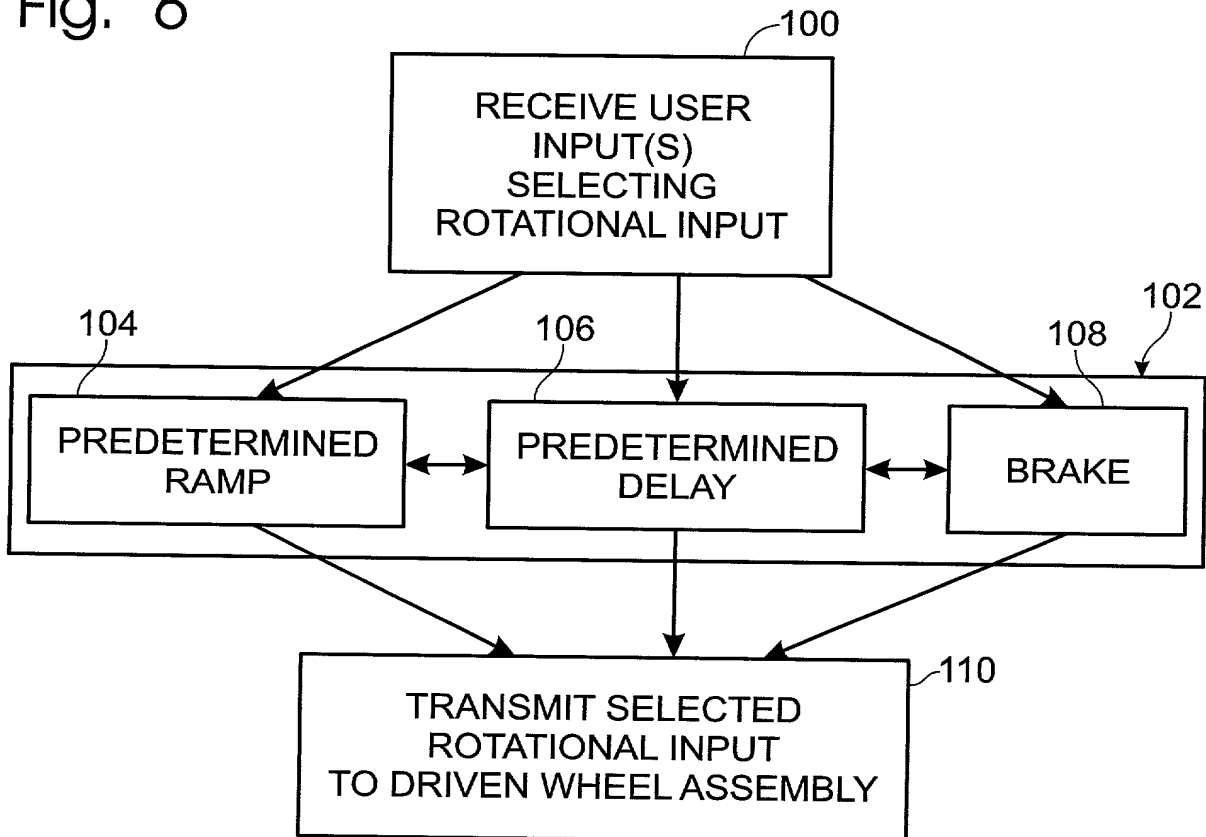 Fig. 6
100
RECEIVE USER
INPUT(S)
SELECTING
ROTATIONAL INPUT
102
104
106
108
PREDETERMINED
RAMP
PREDETERMINED
DELAY
BRAKE
110
TRANSMIT SELECTED
ROTATIONAL INPUT
TO DRIVEN WHEEL ASSEMBLY